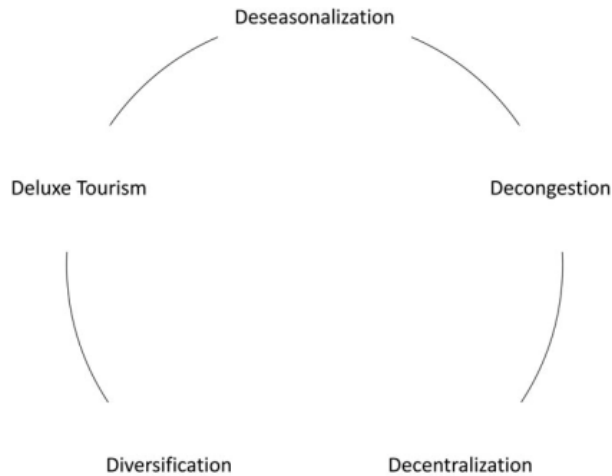 Deseasonalization
Deluxe Tourism
Decongestion
Diversification
Decentralization